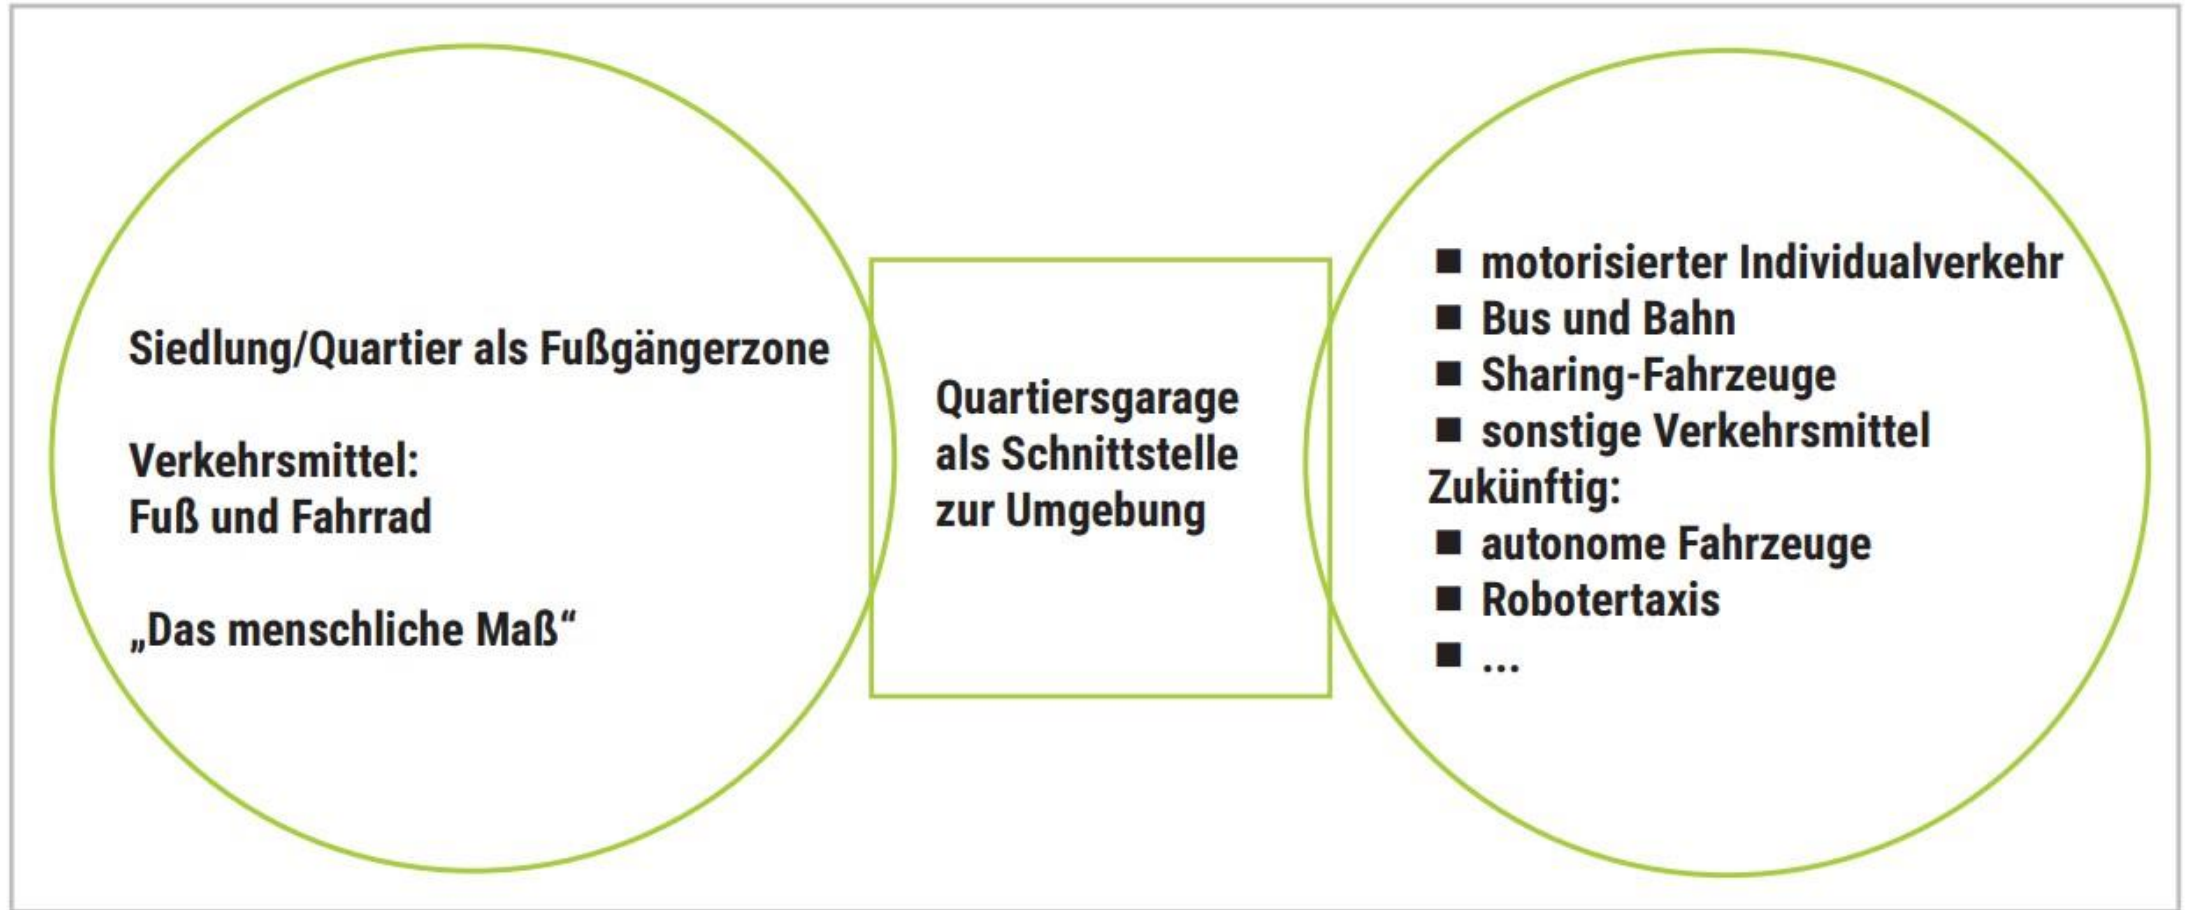 Siedlung/Quartier als Fußgängerzone
Verkehrsmittel:
Fuß und Fahrrad
„Das menschliche Maß“
Quartiersgarage
als Schnittstelle
zur Umgebung
■ motorisierter Individualverkehr
■ Bus und Bahn
■ Sharing-Fahrzeuge
■ sonstige Verkehrsmittel
Zukünftig:
■ autonome Fahrzeuge
■ Robotertaxis
■ ...